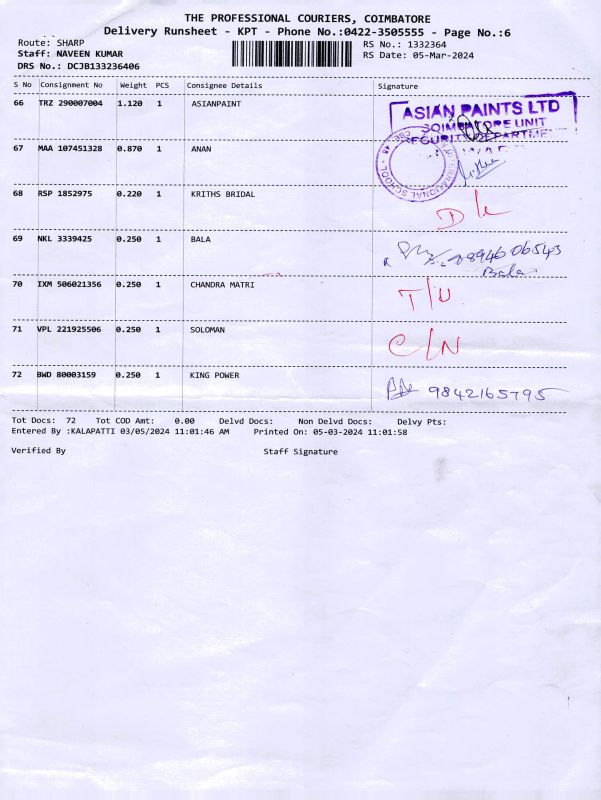 THE PROFESSIONAL COURIERS, COIMBATORE
Delivery Runsheet - KPT - Phone No.:0422-3505555 - Page No.:6
Route: SHARP RS No.: 1332364
Staff: NAVEEN KUMAR RS Date: 05-Mar-2024
DRS No.: DCJB133236406
S No Consignment No Weight PCS Consignee Details Signature
66 TRZ 290007004 1.120 1 ASIANPAINT
ASIAN PAINTS LTD
COIMBATORE UNIT
SECURITY DEPARTMENT
67 MAA 107451328 0.870 1 ANAN
INTERNATIONAL SCHOOL
68 RSP 1852975 0.220 1 KRITHS BRIDAL
D/L
69 NKL 3339425 0.250 1 BALA
Bala
70 IXM 506021356 0.250 1 CHANDRA MATRI
T/U
71 VPL 221925506 0.250 1 SOLOMAN
C/N
72 BWD 80003159 0.250 1 KING POWER
9842165795
Tot Docs: 72 Tot COD Amt: 0.00 Delvd Docs: Non Delvd Docs: Delvy Pts:
Entered By :KALAPATTI 03/05/2024 11:01:46 AM Printed On: 05-03-2024 11:01:58
Verified By Staff Signature